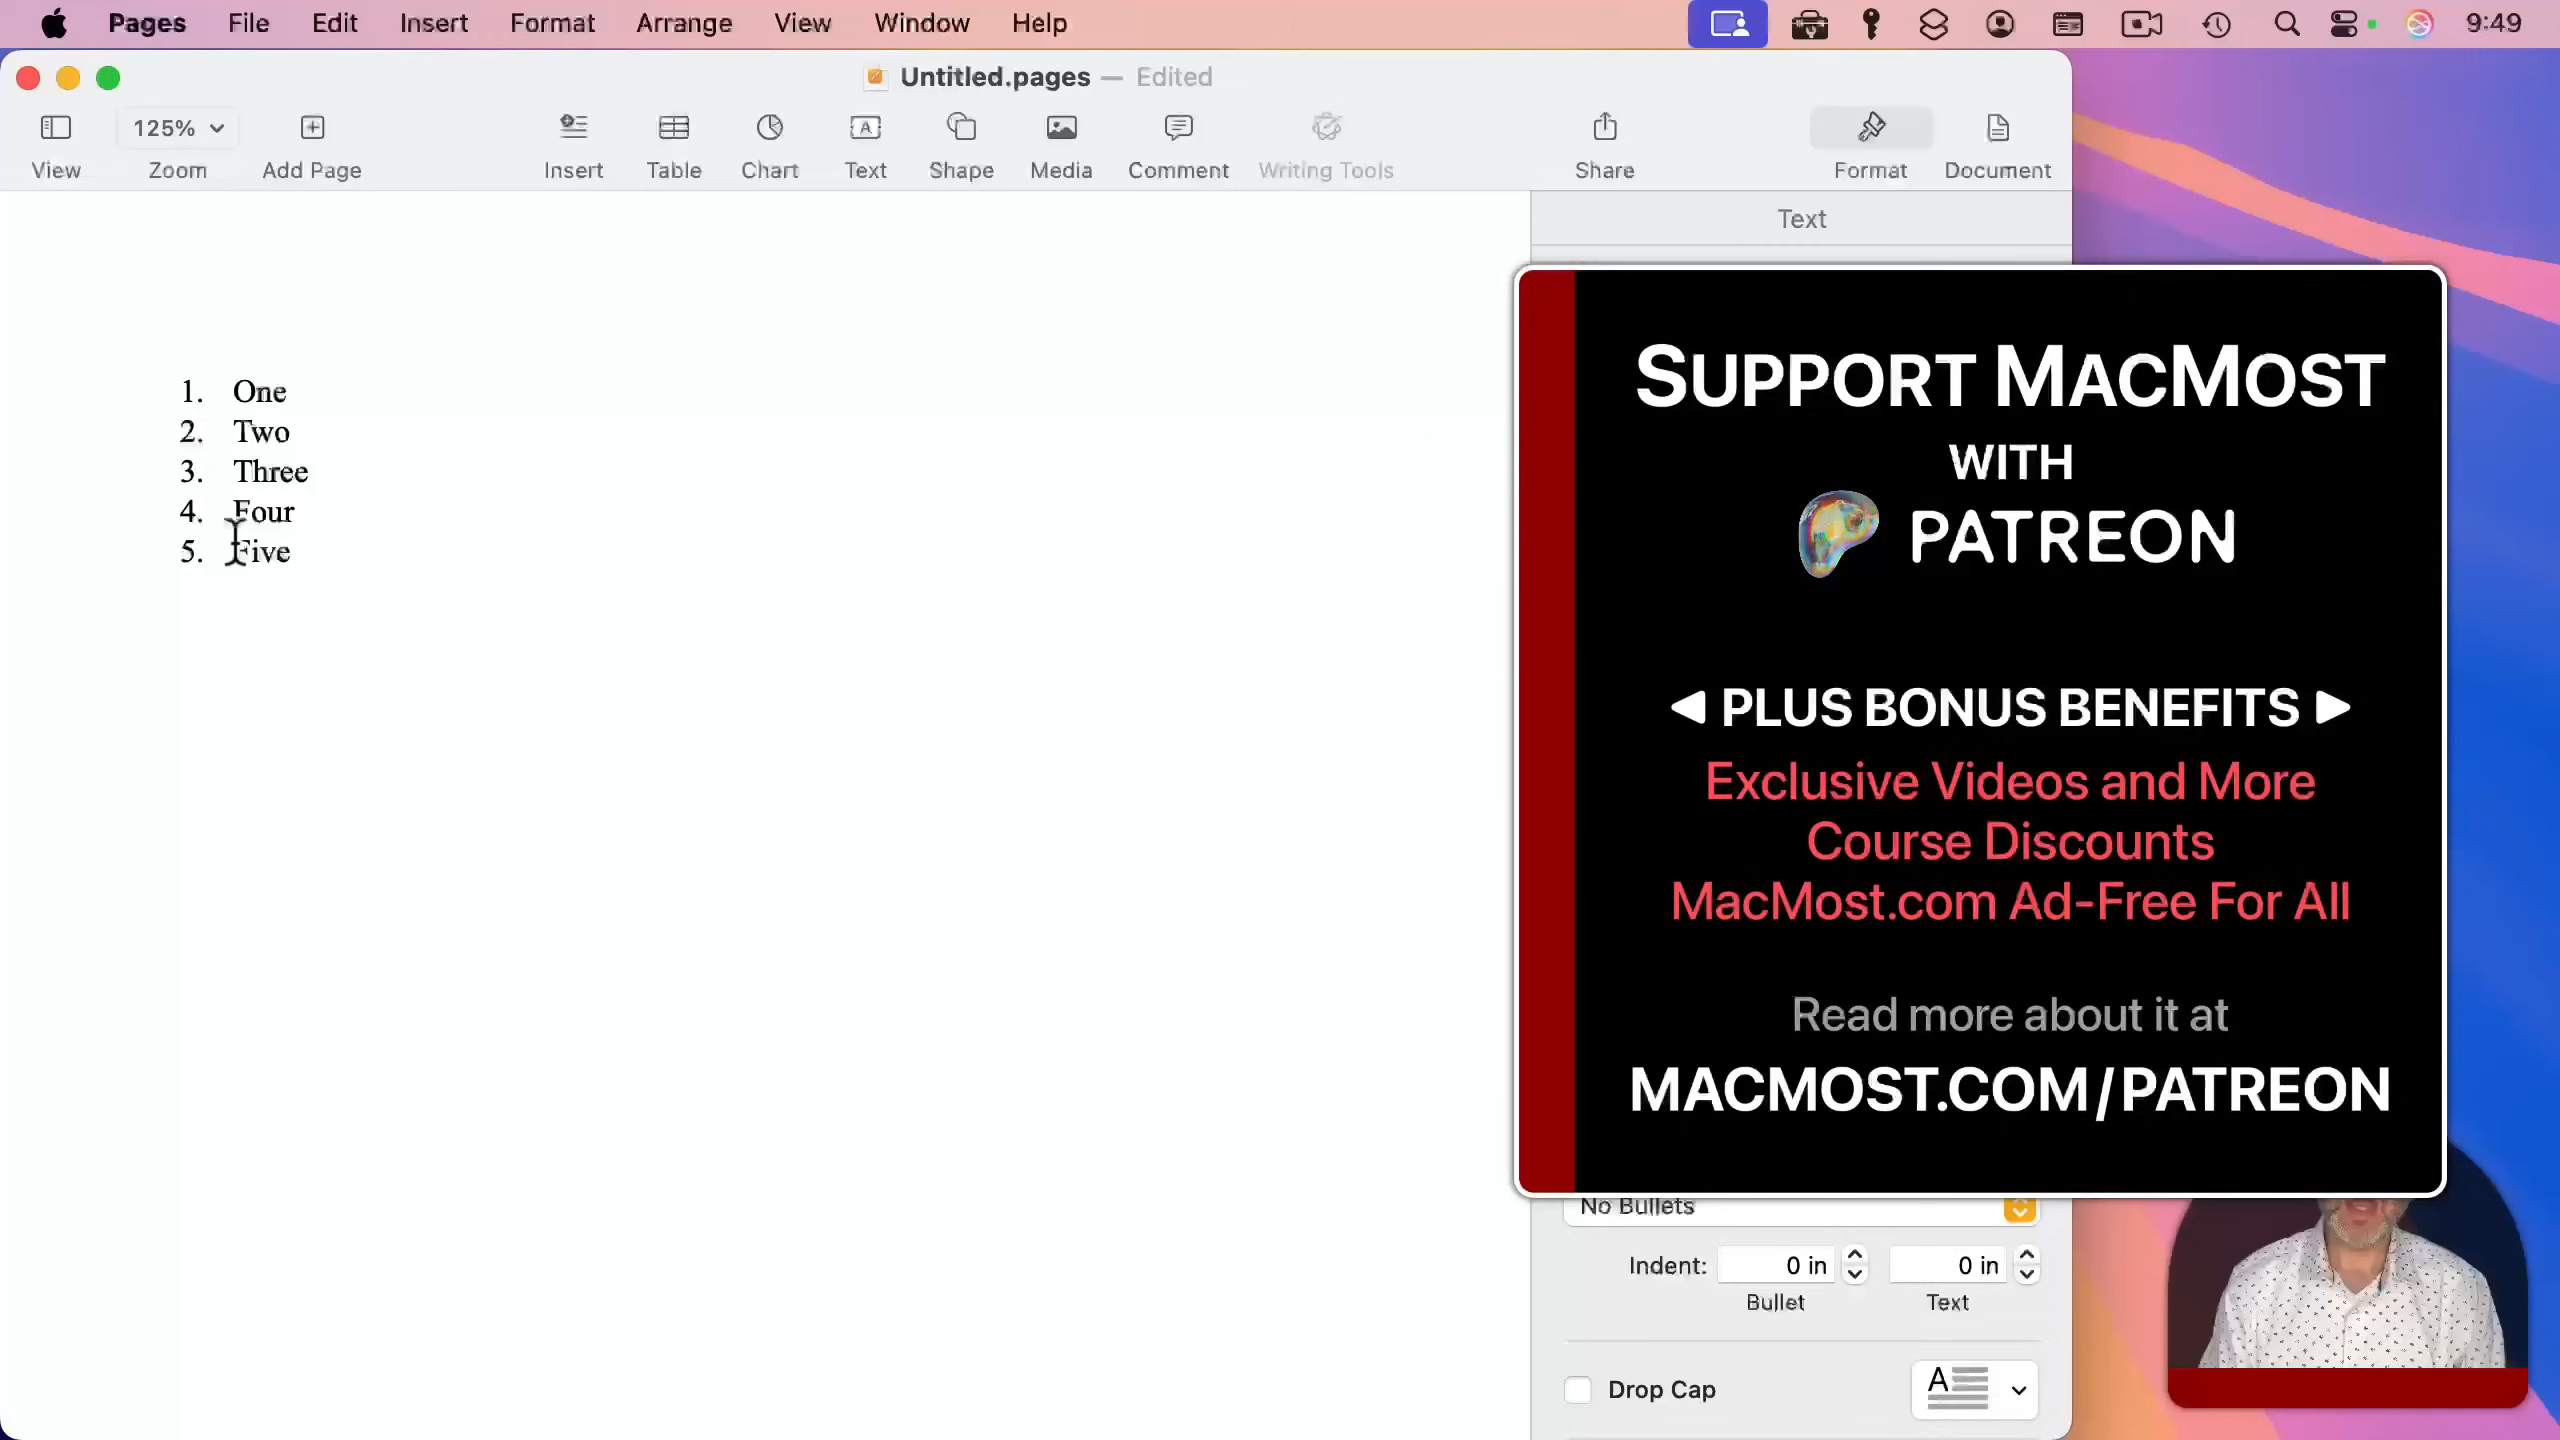 Pages File Edit Insert Format Arrange View Window Help 9:49
Untitled.pages — Edited
125%
View Zoom Add Page Insert Table Chart Text Shape Media Comment Writing Tools Share Format Document
Text
1. One
2. Two
3. Three
4. Four
5. Five
SUPPORT MACMOST
WITH
PATREON
◀ PLUS BONUS BENEFITS ▶
Exclusive Videos and More
Course Discounts
MacMost.com Ad-Free For All
Read more about it at
MACMOST.COM/PATREON
No Bullets
Indent: 0 in 0 in
Bullet Text
Drop Cap